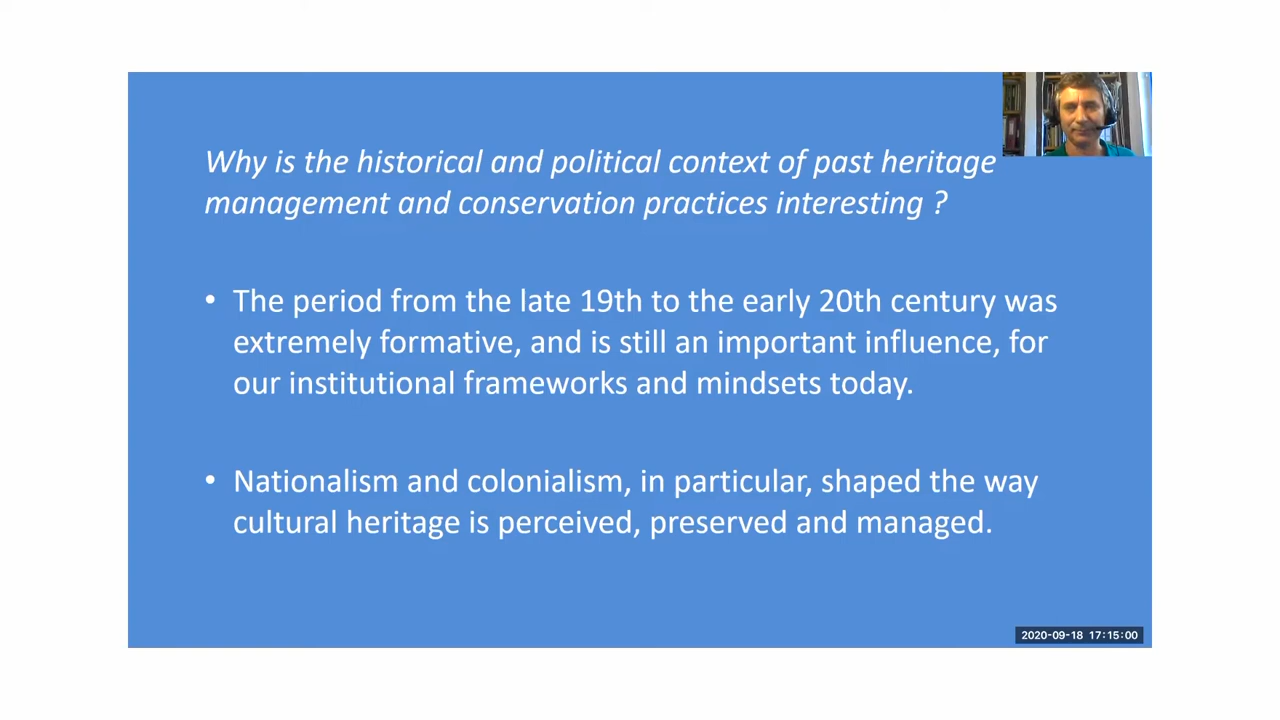 Why is the historical and political context of past heritage
management and conservation practices interesting ?
• The period from the late 19th to the early 20th century was
extremely formative, and is still an important influence, for
our institutional frameworks and mindsets today.
• Nationalism and colonialism, in particular, shaped the way
cultural heritage is perceived, preserved and managed.
2020-09-18 17:15:00